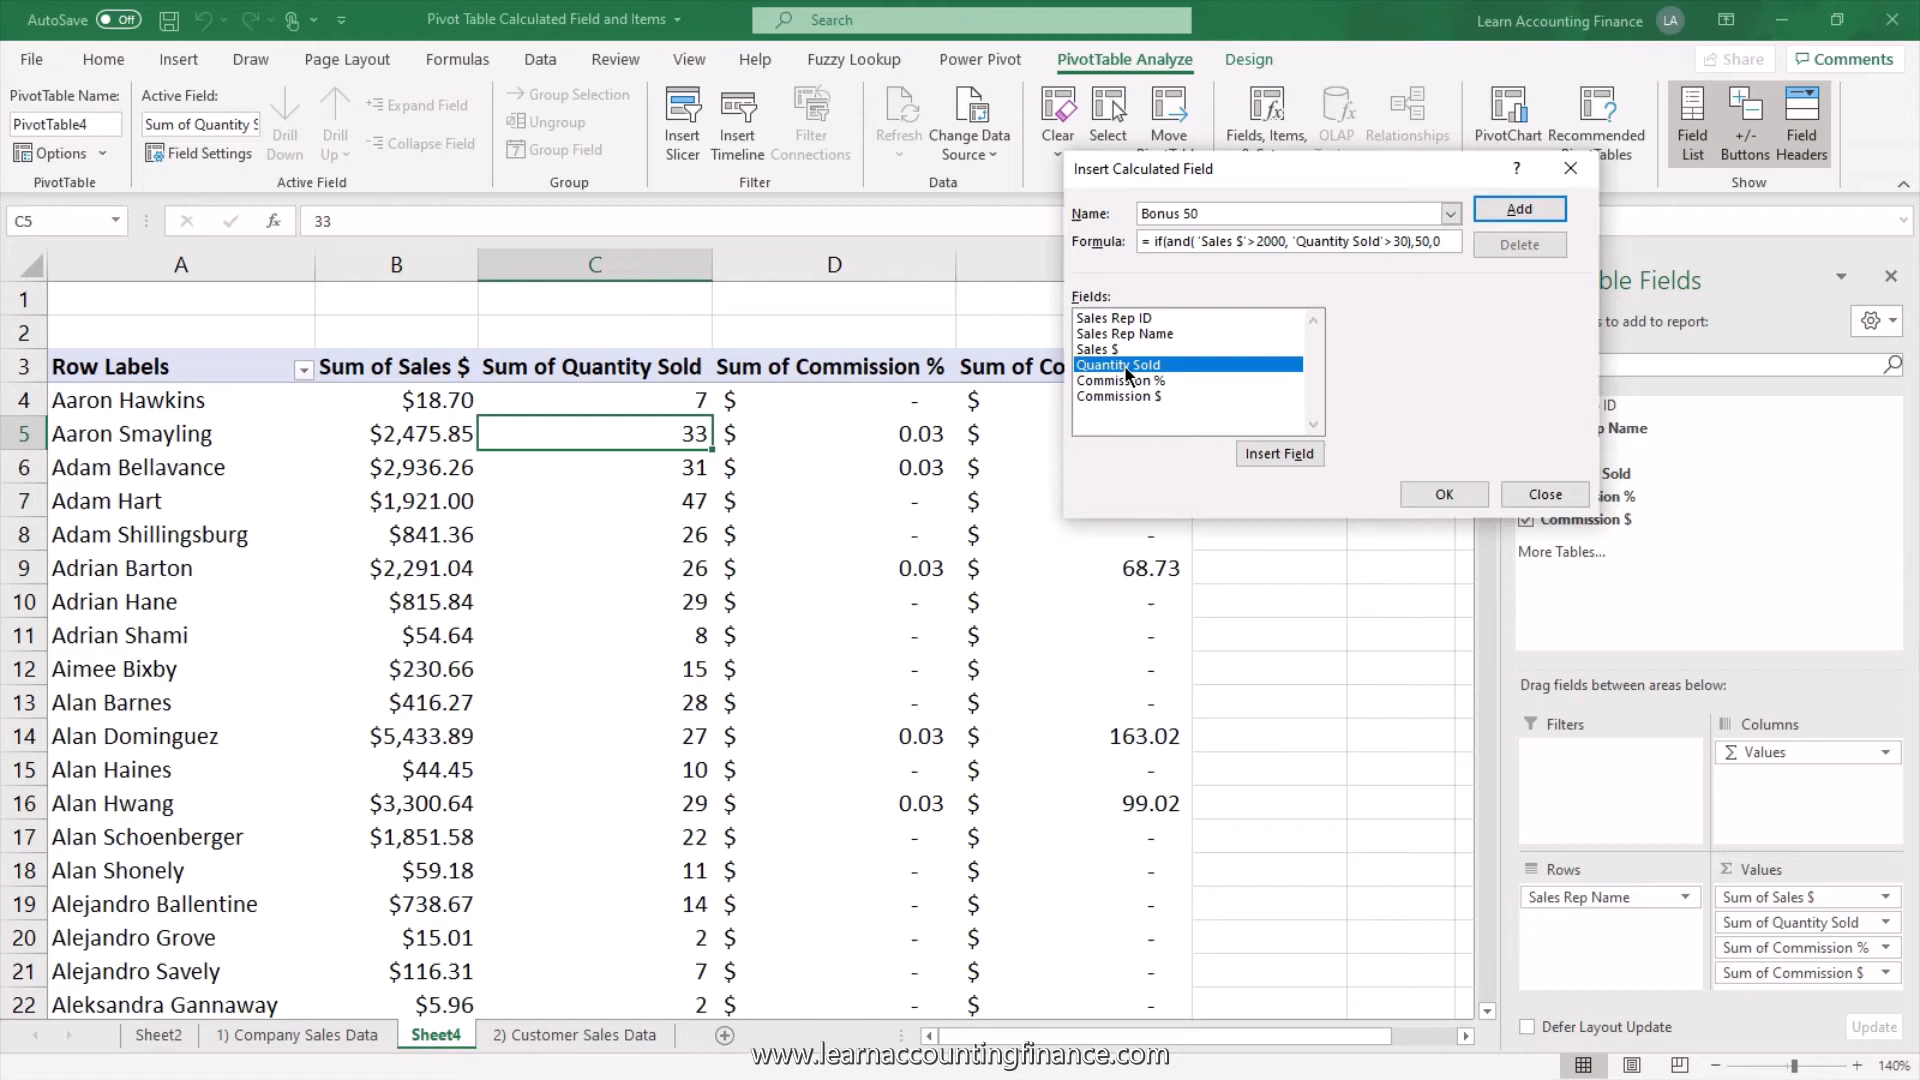 AutoSave Off Pivot Table Calculated Field and Items Search Learn Accounting Finance LA
File Home Insert Draw Page Layout Formulas Data Review View Help Fuzzy Lookup Power Pivot PivotTable Analyze Design Share Comments
PivotTable Name:
PivotTable4
Options
PivotTable
Active Field:
Sum of Quantity S
Field Settings
Drill Down
Drill Up
Expand Field
Collapse Field
Active Field
Group Selection
Ungroup
Group Field
Group
Insert Slicer
Insert Timeline
Filter Connections
Filter
Refresh
Change Data Source
Data
Clear
Select
Move
Fields, Items,
OLAP
Relationships
PivotChart
Recommended
Field List
+/- Buttons
Field Headers
Show
C5 fx 33
Insert Calculated Field ?
Name: Bonus 50 Add
Formula: = if(and( 'Sales $'>2000, 'Quantity Sold'>30),50,0 Delete
Fields:
Sales Rep ID
Sales Rep Name
Sales $
Quantity Sold
Commission %
Commission $
Insert Field
OK Close
A B C D
1
2
3 Row Labels Sum of Sales $ Sum of Quantity Sold Sum of Commission % Sum of Co
4 Aaron Hawkins $18.70 7 $ - $
5 Aaron Smayling $2,475.85 33 $ 0.03 $
6 Adam Bellavance $2,936.26 31 $ 0.03 $
7 Adam Hart $1,921.00 47 $ - $
8 Adam Shillingsburg $841.36 26 $ - $ -
9 Adrian Barton $2,291.04 26 $ 0.03 $ 68.73
10 Adrian Hane $815.84 29 $ - $ -
11 Adrian Shami $54.64 8 $ - $ -
12 Aimee Bixby $230.66 15 $ - $ -
13 Alan Barnes $416.27 28 $ - $ -
14 Alan Dominguez $5,433.89 27 $ 0.03 $ 163.02
15 Alan Haines $44.45 10 $ - $ -
16 Alan Hwang $3,300.64 29 $ 0.03 $ 99.02
17 Alan Schoenberger $1,851.58 22 $ - $ -
18 Alan Shonely $59.18 11 $ - $ -
19 Alejandro Ballentine $738.67 14 $ - $ -
20 Alejandro Grove $15.01 2 $ - $ -
21 Alejandro Savely $116.31 7 $ - $ -
22 Aleksandra Gannaway $5.96 2 $ - $ -
ble Fields
s to add to report:
ID
p Name
Sold
ion %
Commission $
More Tables...
Drag fields between areas below:
Filters
Columns
Values
Rows
Sales Rep Name
Values
Sum of Sales $
Sum of Quantity Sold
Sum of Commission %
Sum of Commission $
Defer Layout Update Update
Sheet2 1) Company Sales Data Sheet4 2) Customer Sales Data
www.learnaccountingfinance.com
140%